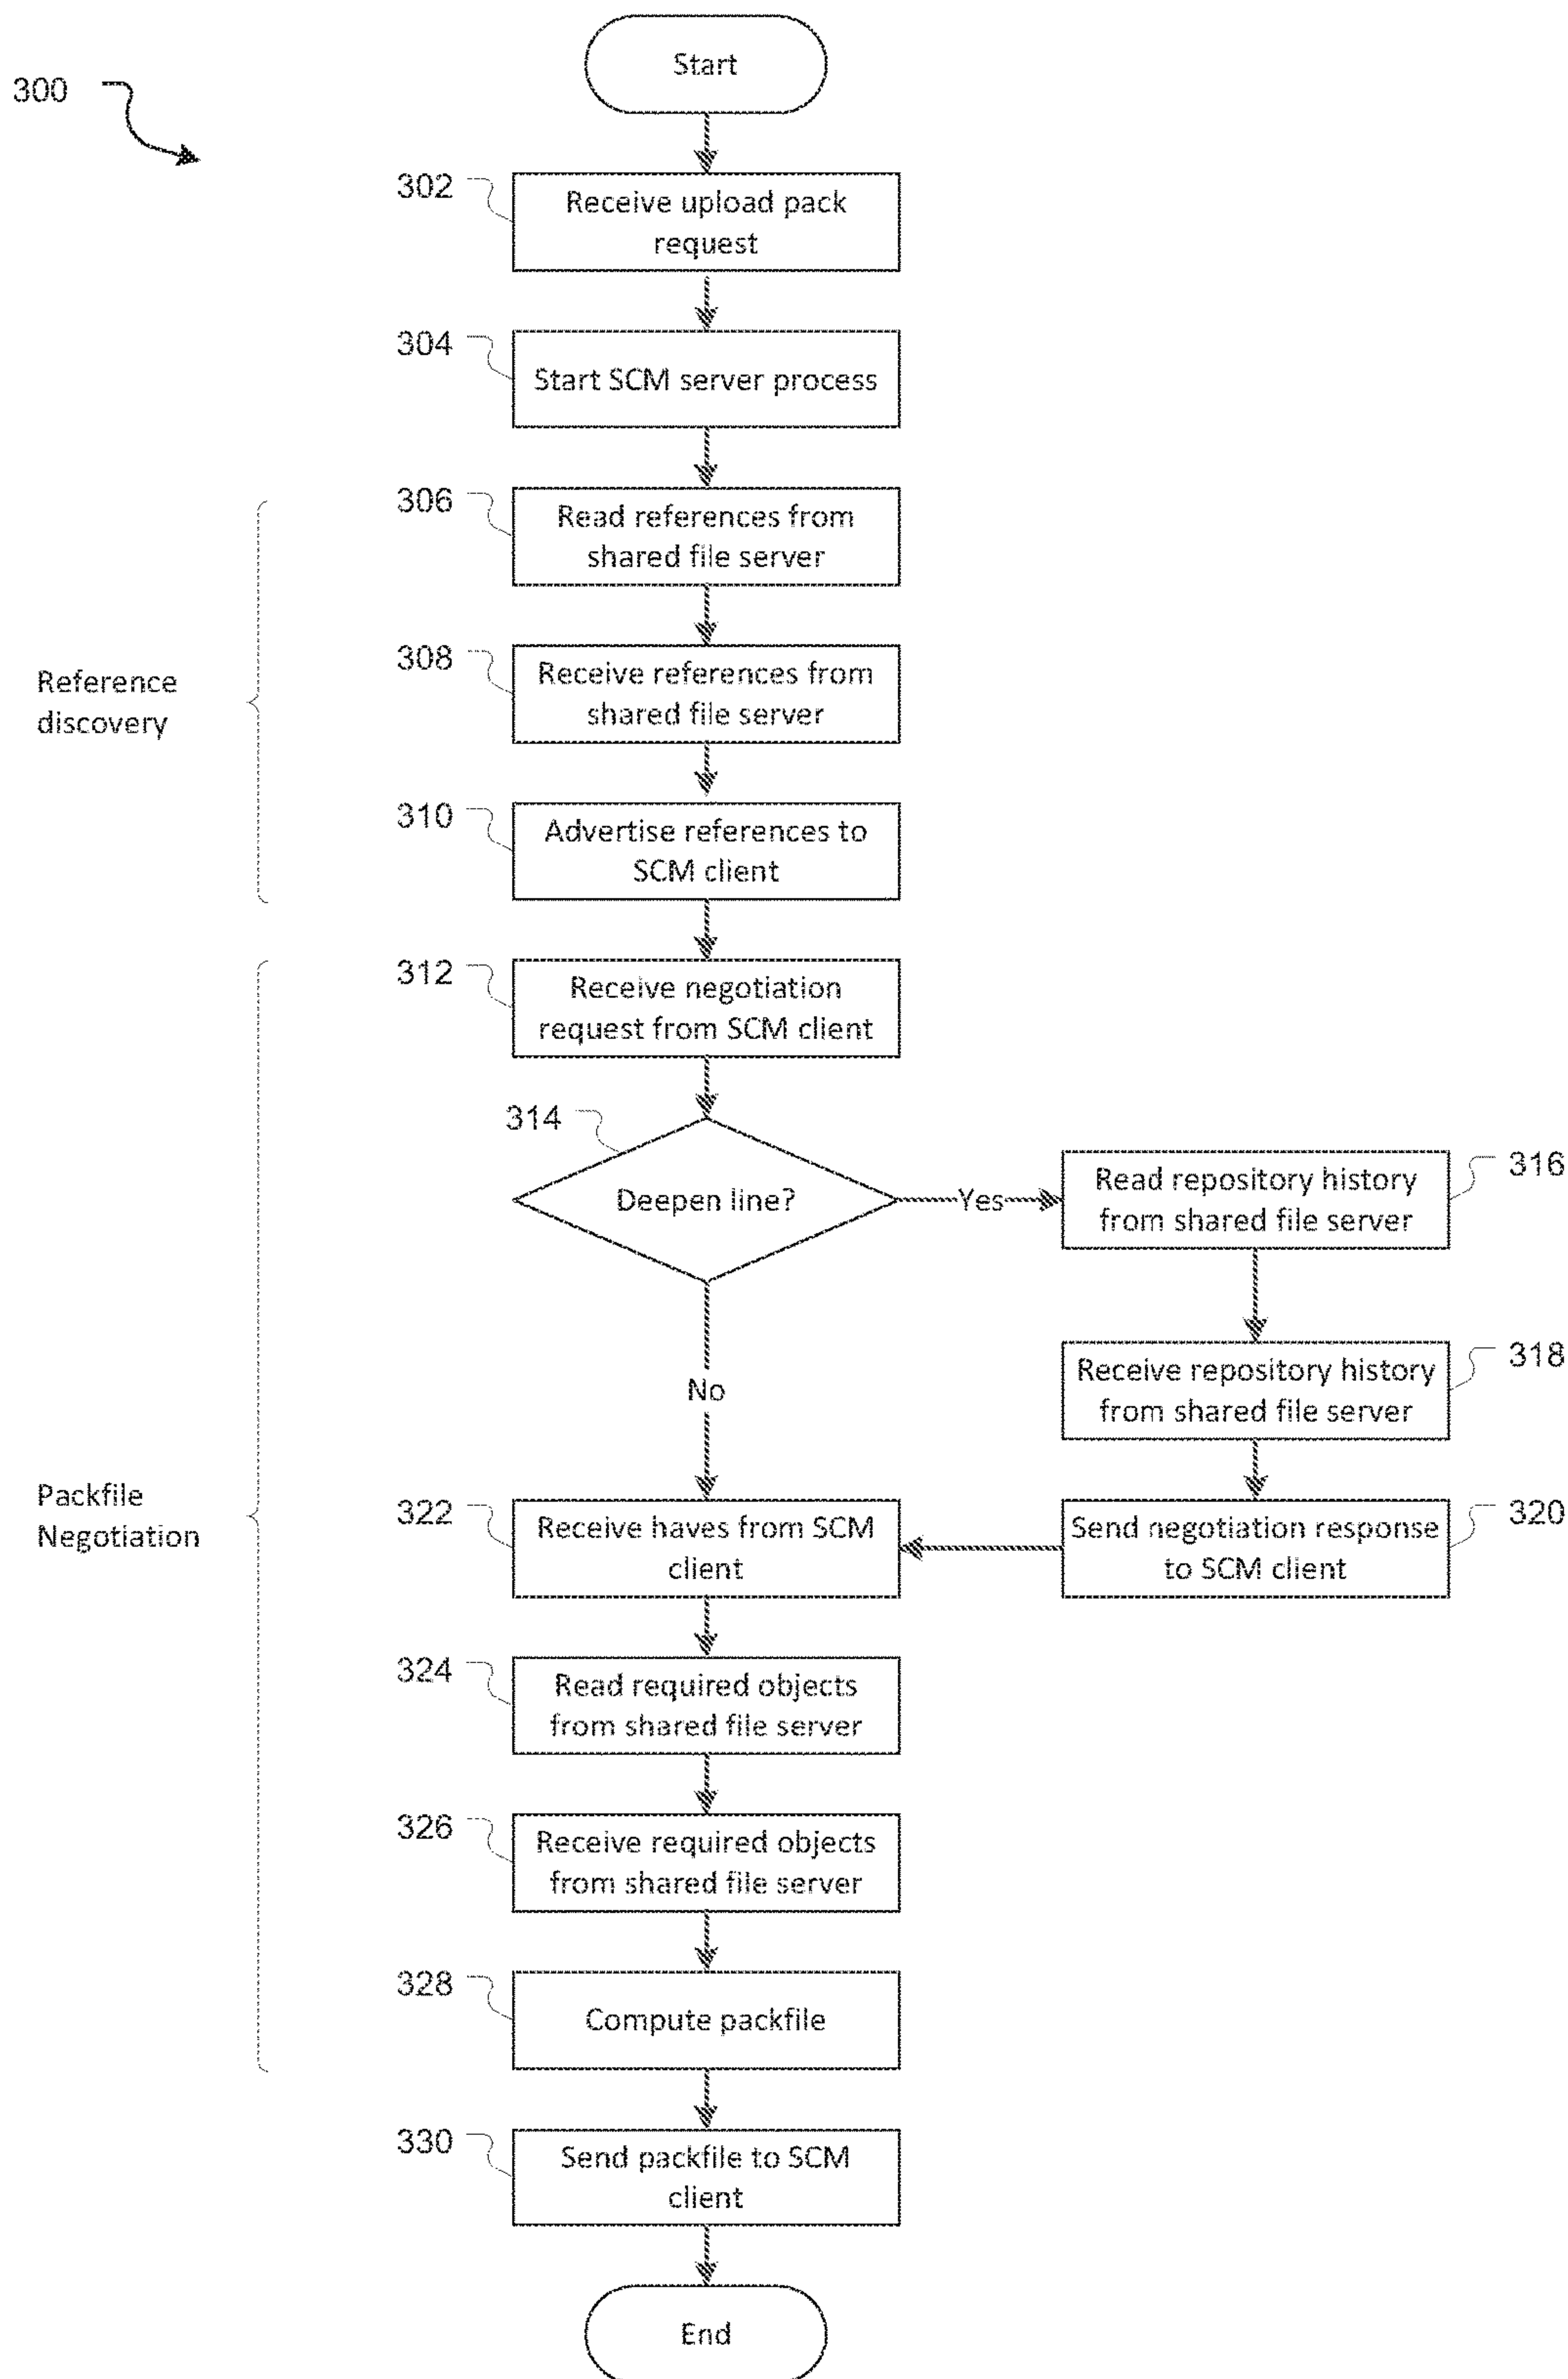 Start
300
302
Receive upload pack
request
304
Start SCM server process
306
Read references from
shared file server
308
Receive references from
shared file server
Reference
discovery
310
Advertise references to
SCM client
312
Receive negotiation
request from SCM client
314
Deepen line?
Yes
316
Read repository history
from shared file server
318
Receive repository history
from shared file server
No
320
Send negotiation response
to SCM client
Packfile
Negotiation
322
Receive haves from SCM
client
324
Read required objects
from shared file server
326
Receive required objects
from shared file server
328
Compute packfile
330
Send packfile to SCM
client
End